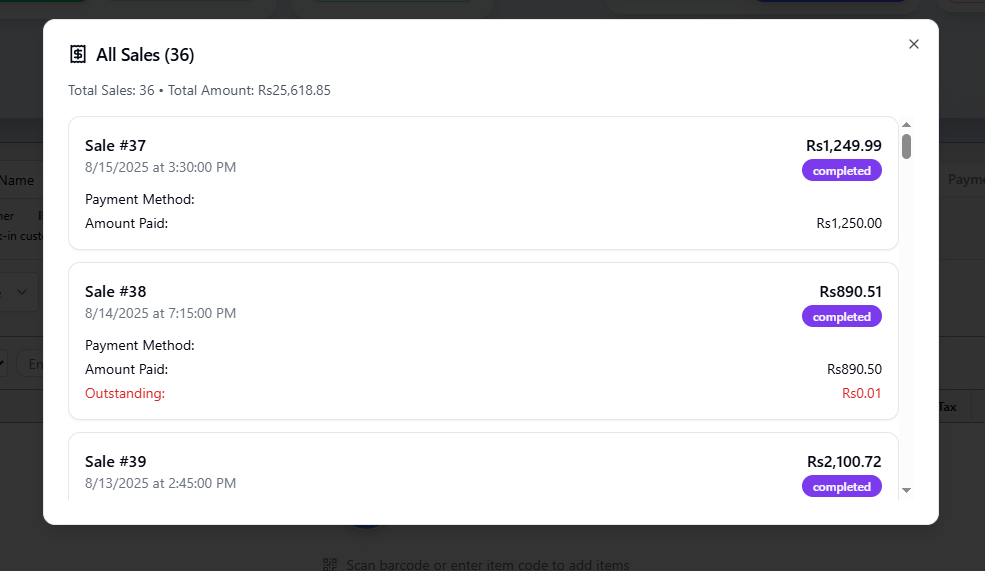 All Sales (36)
Total Sales: 36 • Total Amount: Rs25,618.85
Sale #37
Rs1,249.99
8/15/2025 at 3:30:00 PM
completed
Payment Method:
Amount Paid:
Rs1,250.00
Sale #38
Rs890.51
8/14/2025 at 7:15:00 PM
completed
Payment Method:
Amount Paid:
Rs890.50
Outstanding:
Rs0.01
Sale #39
Rs2,100.72
8/13/2025 at 2:45:00 PM
completed
Name
Tax
Scan barcode or enter item code to add items